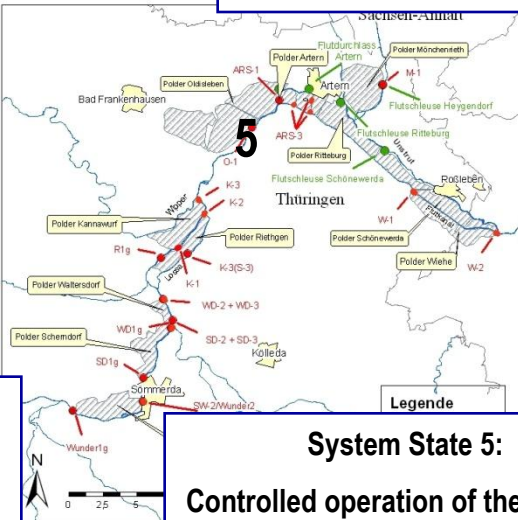 Sachsen-Anhalt
Flutdurchlass
Artern
Polder Mönchenrieth
Polder Artern
ARS-1
Artern
M-1
Polder Oldisleben
Bad Frankenhausen
Flutschleuse Heygendorf
5
ARS-3
Flutschleuse Ritteburg
O-1
Polder Ritteburg
Unstrut
Flutschleuse Schönewerda
Roßleben
K-3
Thüringen
Wipper
K-2
W-1
Flutkanal
Polder Kannawurf
Polder Riethgen
Polder Schönewerda
Polder Wiehe
W-2
R1g
Lossa
K-3(S-3)
K-1
Polder Waltersdorf
WD-2 + WD-3
WD1g
SD-2 + SD-3
Polder Scherndorf
Kölleda
SD1g
Sömmerda
Legende
SW-2/Wunder2
Wunder1g
N
0 2.5 5
System State 5:
Controlled operation of the